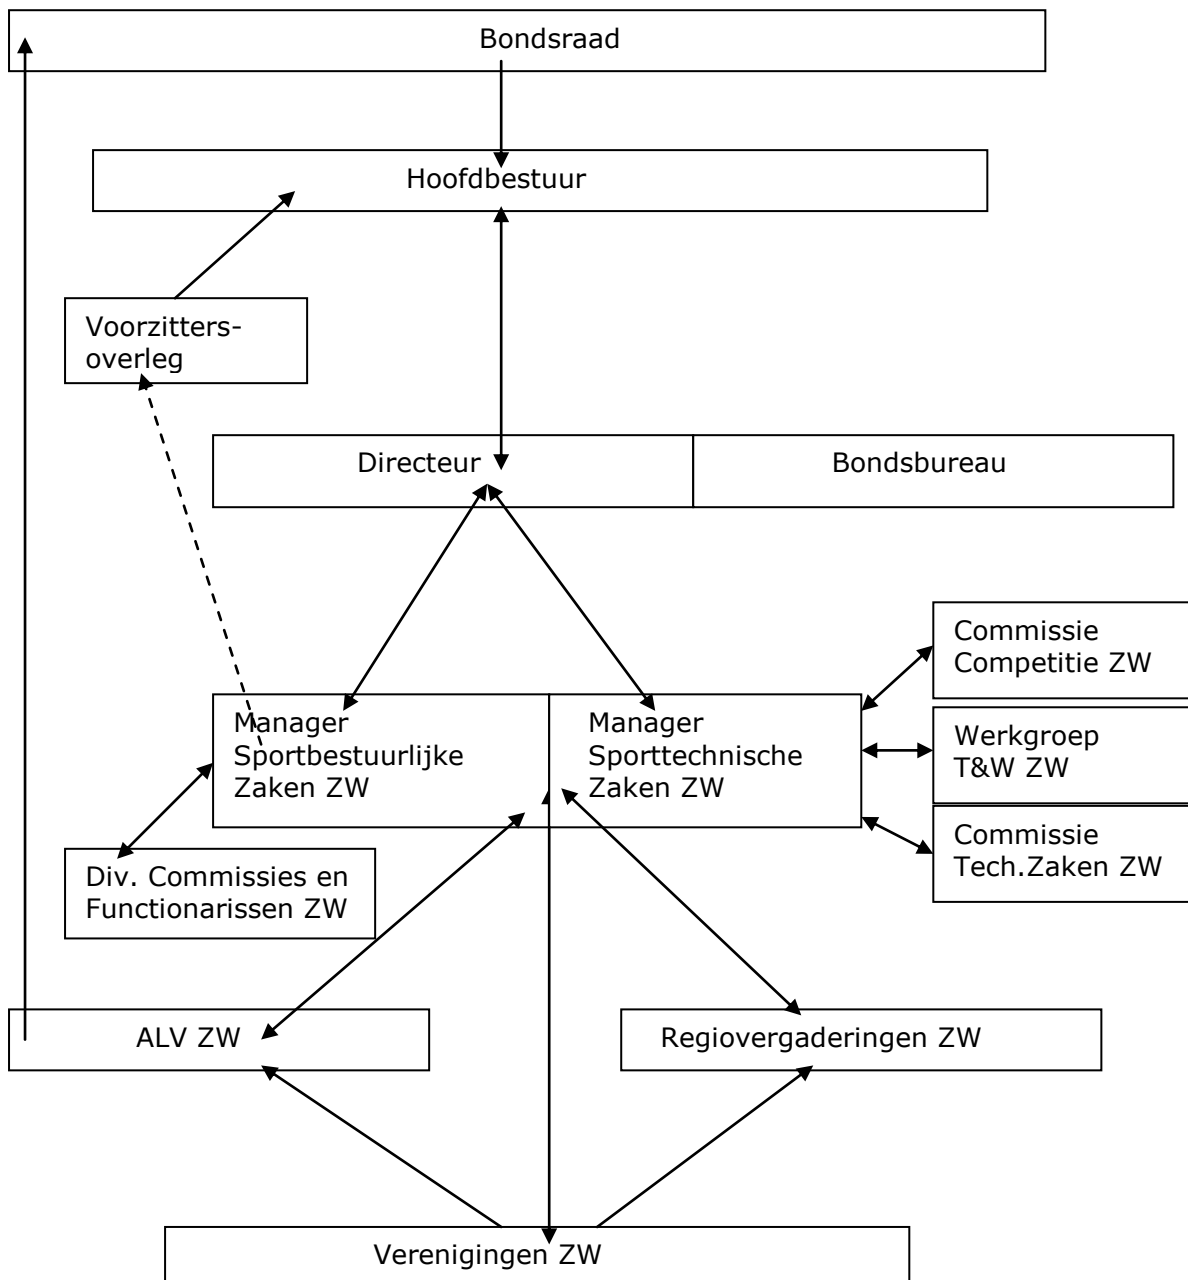 Bondsraad
Hoofdbestuur
Voorzitters-
overleg
Directeur
Bondsbureau
Commissie
Competitie ZW
Manager
Sportbestuurlijke
Zaken ZW
Manager
Sporttechnische
Zaken ZW
Werkgroep
T&W ZW
Commissie
Tech.Zaken ZW
Div. Commissies en
Functionarissen ZW
ALV ZW
Regiovergaderingen ZW
Verenigingen ZW